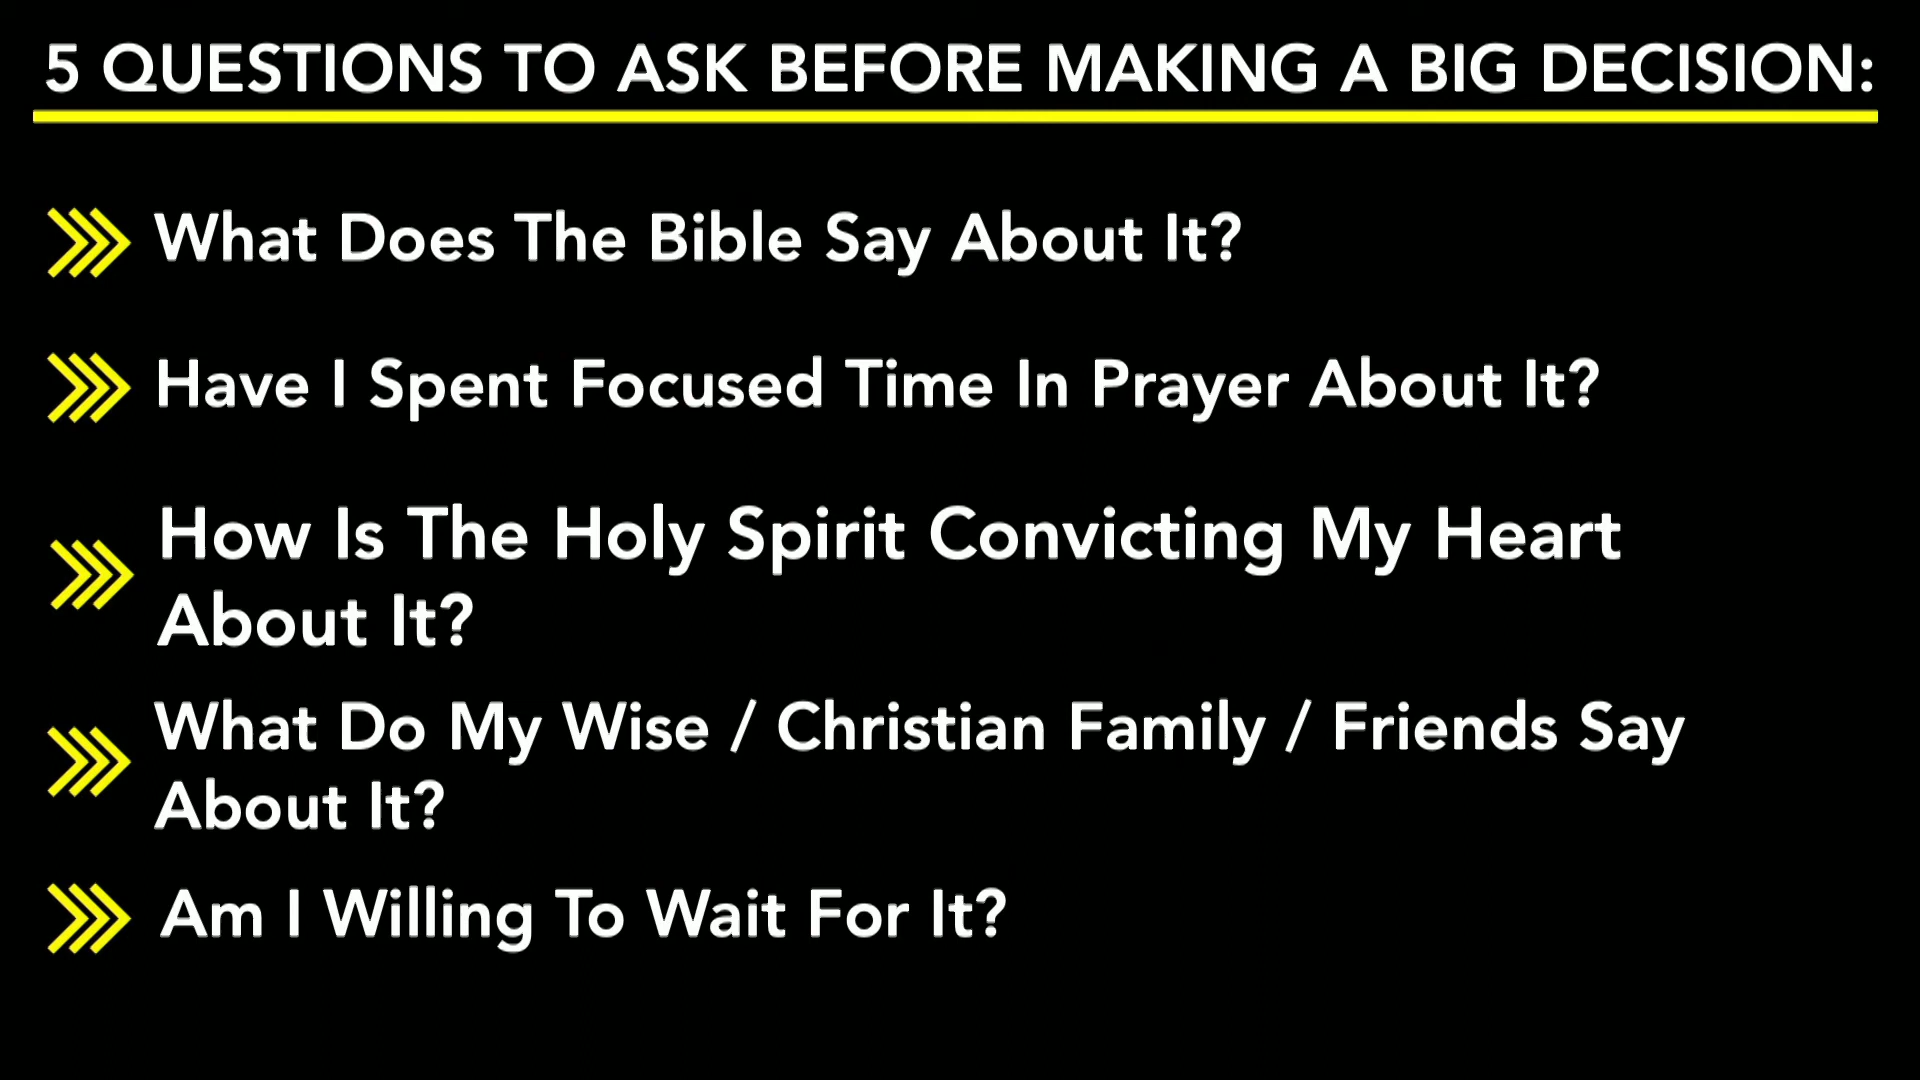 5 QUESTIONS TO ASK BEFORE MAKING A BIG DECISION:
What Does The Bible Say About It?
Have I Spent Focused Time In Prayer About It?
How Is The Holy Spirit Convicting My Heart
About It?
What Do My Wise / Christian Family / Friends Say
About It?
Am I Willing To Wait For It?